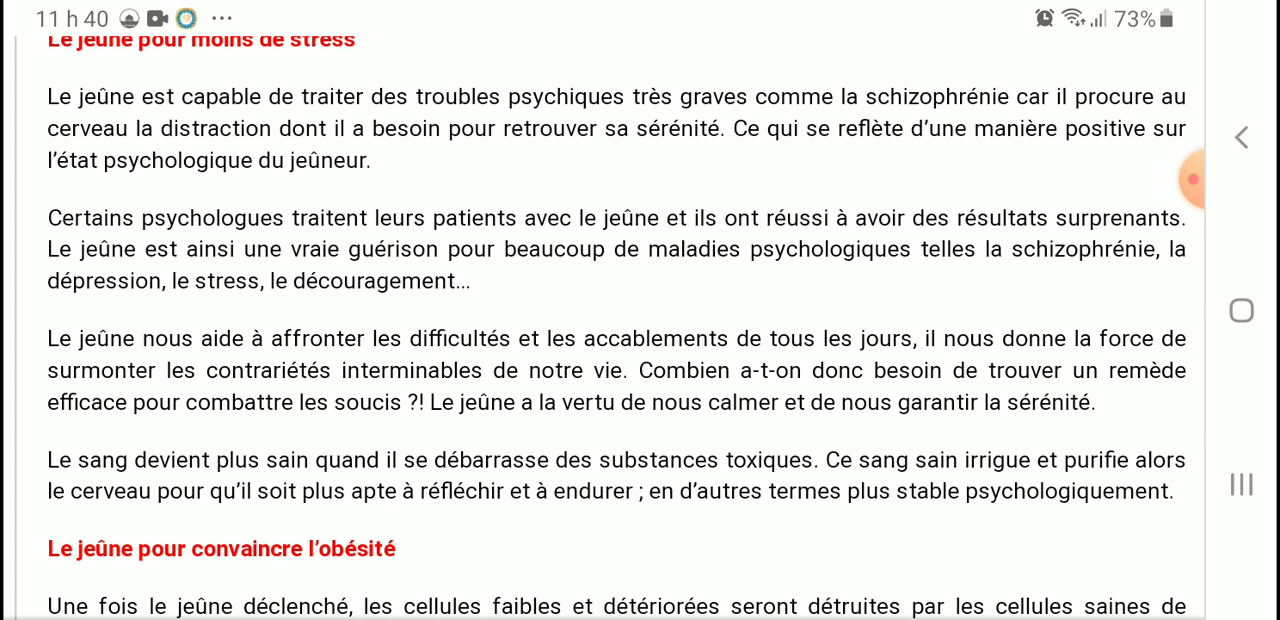 11 h 40
73%
Le jeûne pour moins de stress
Le jeûne est capable de traiter des troubles psychiques très graves comme la schizophrénie car il procure au
cerveau la distraction dont il a besoin pour retrouver sa sérénité. Ce qui se reflète d’une manière positive sur
l’état psychologique du jeûneur.
Certains psychologues traitent leurs patients avec le jeûne et ils ont réussi à avoir des résultats surprenants.
Le jeûne est ainsi une vraie guérison pour beaucoup de maladies psychologiques telles la schizophrénie, la
dépression, le stress, le découragement...
Le jeûne nous aide à affronter les difficultés et les accablements de tous les jours, il nous donne la force de
surmonter les contrariétés interminables de notre vie. Combien a-t-on donc besoin de trouver un remède
efficace pour combattre les soucis ?! Le jeûne a la vertu de nous calmer et de nous garantir la sérénité.
Le sang devient plus sain quand il se débarrasse des substances toxiques. Ce sang sain irrigue et purifie alors
le cerveau pour qu’il soit plus apte à réfléchir et à endurer ; en d’autres termes plus stable psychologiquement.
Le jeûne pour convaincre l’obésité
Une fois le jeûne déclenché, les cellules faibles et détériorées seront détruites par les cellules saines de